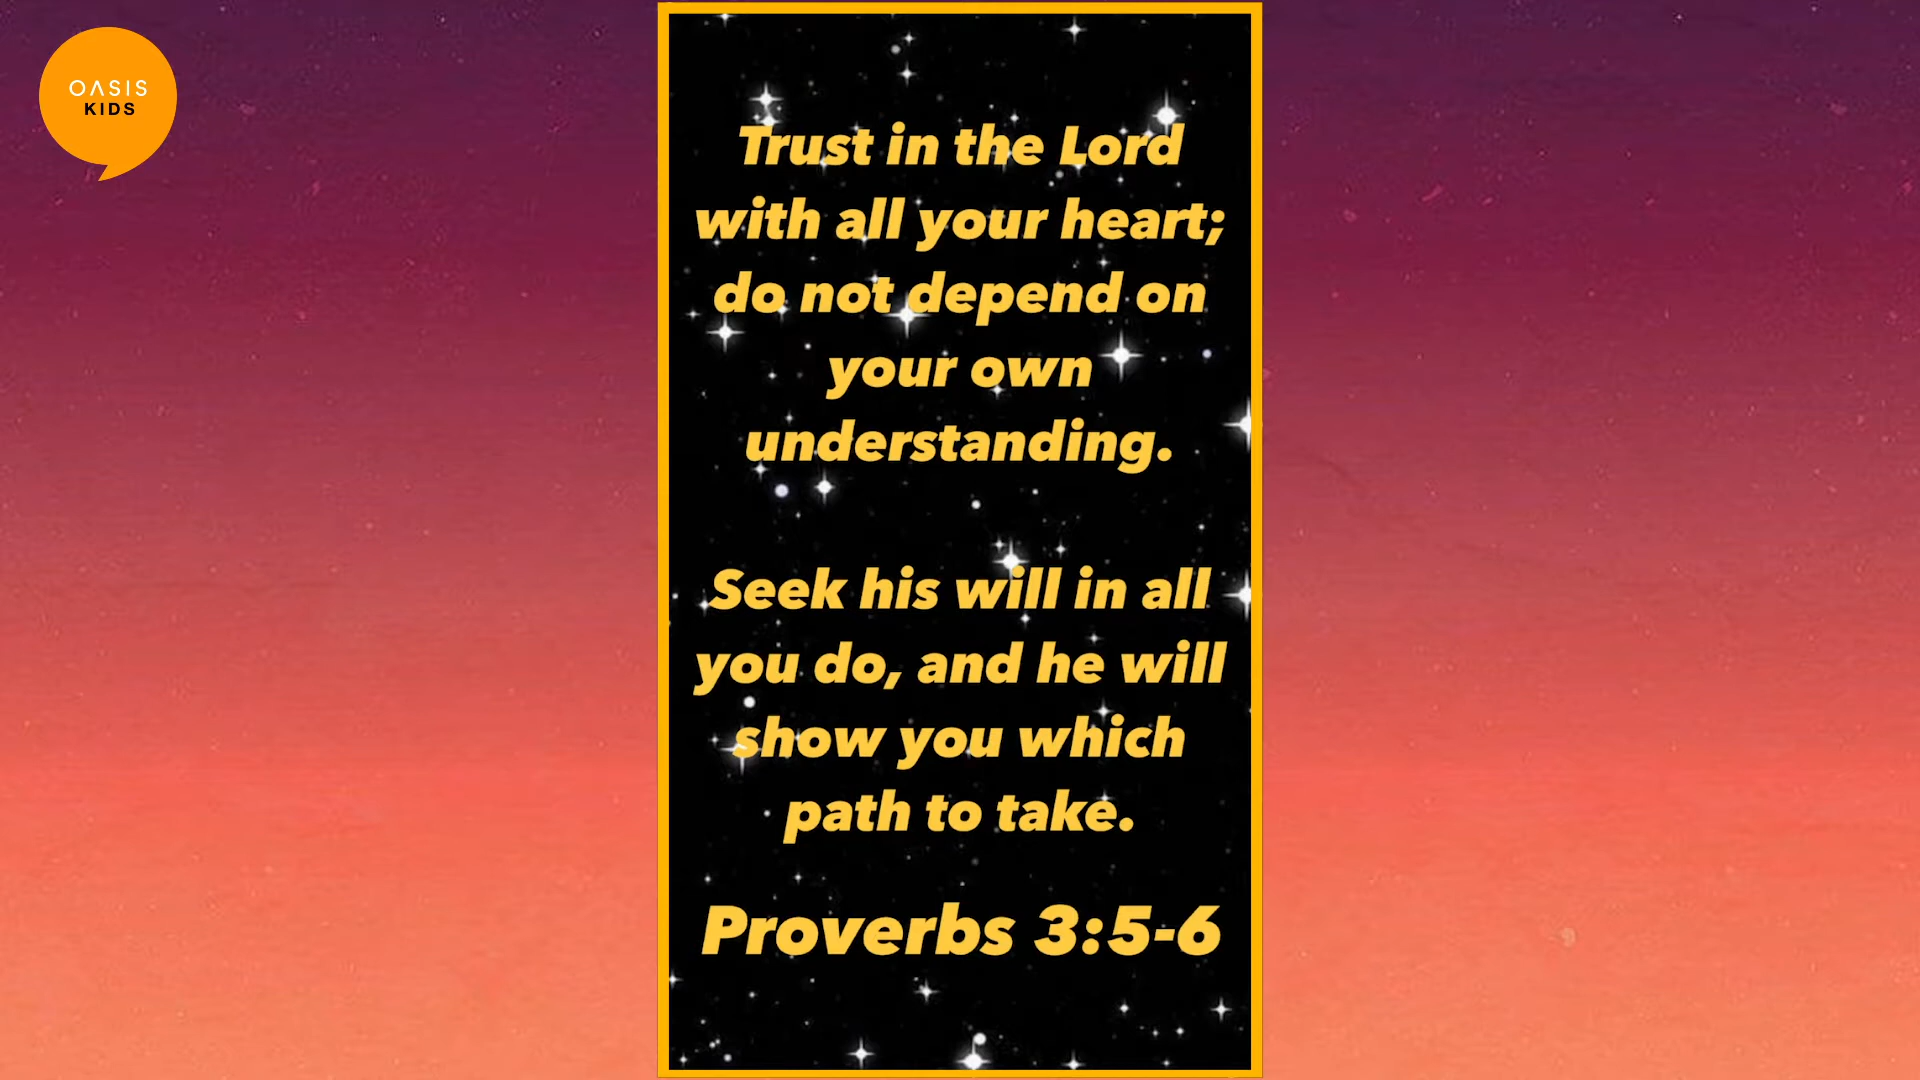 OASIS
KIDS
Trust in the Lord
with all your heart;
do not depend on
your own
understanding.
Seek his will in all
you do, and he will
show you which
path to take.
Proverbs 3:5-6